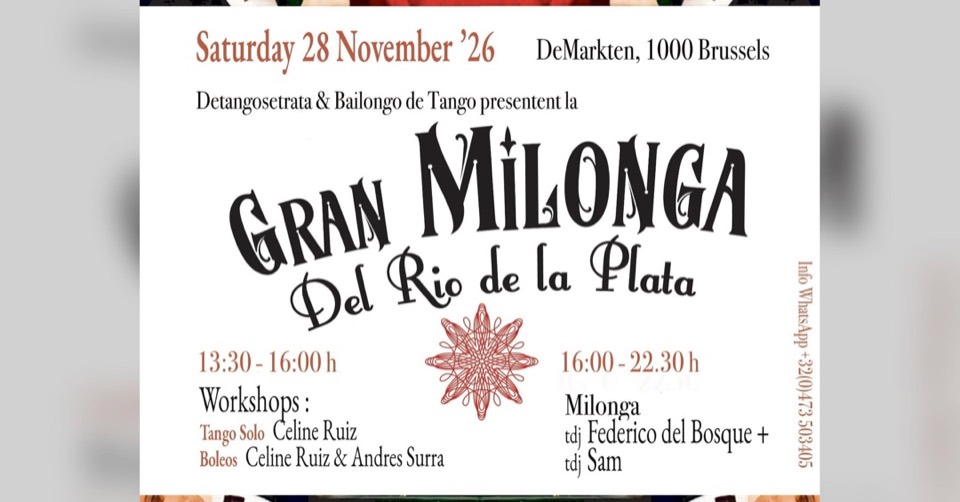 Saturday 28 November ’26
DeMarkten, 1000 Brussels
Detangosetrata & Bailongo de Tango presentent la
GRAN MiLONGA
Del Rio de la Plata
13:30 - 16:00 h
Workshops :
Tango Solo Celine Ruiz
Boleos Celine Ruiz & Andres Surra
16:00 - 22.30 h
Milonga
tdj Federico del Bosque +
tdj Sam
Info WhatsApp +32(0)473 503405